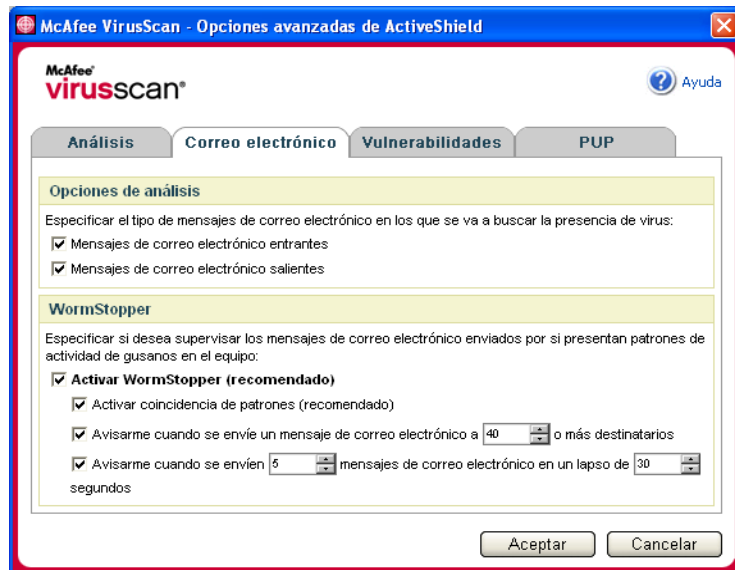 McAfee VirusScan - Opciones avanzadas de ActiveShield
McAfee®
virusscan®
Ayuda
Análisis
Correo electrónico
Vulnerabilidades
PUP
Opciones de análisis
Especificar el tipo de mensajes de correo electrónico en los que se va a buscar la presencia de virus:
Mensajes de correo electrónico entrantes
Mensajes de correo electrónico salientes
WormStopper
Especificar si desea supervisar los mensajes de correo electrónico enviados por si presentan patrones de
actividad de gusanos en el equipo:
Activar WormStopper (recomendado)
Activar coincidencia de patrones (recomendado)
Avisarme cuando se envíe un mensaje de correo electrónico a 40 o más destinatarios
Avisarme cuando se envíen 5 mensajes de correo electrónico en un lapso de 30
segundos
Aceptar
Cancelar